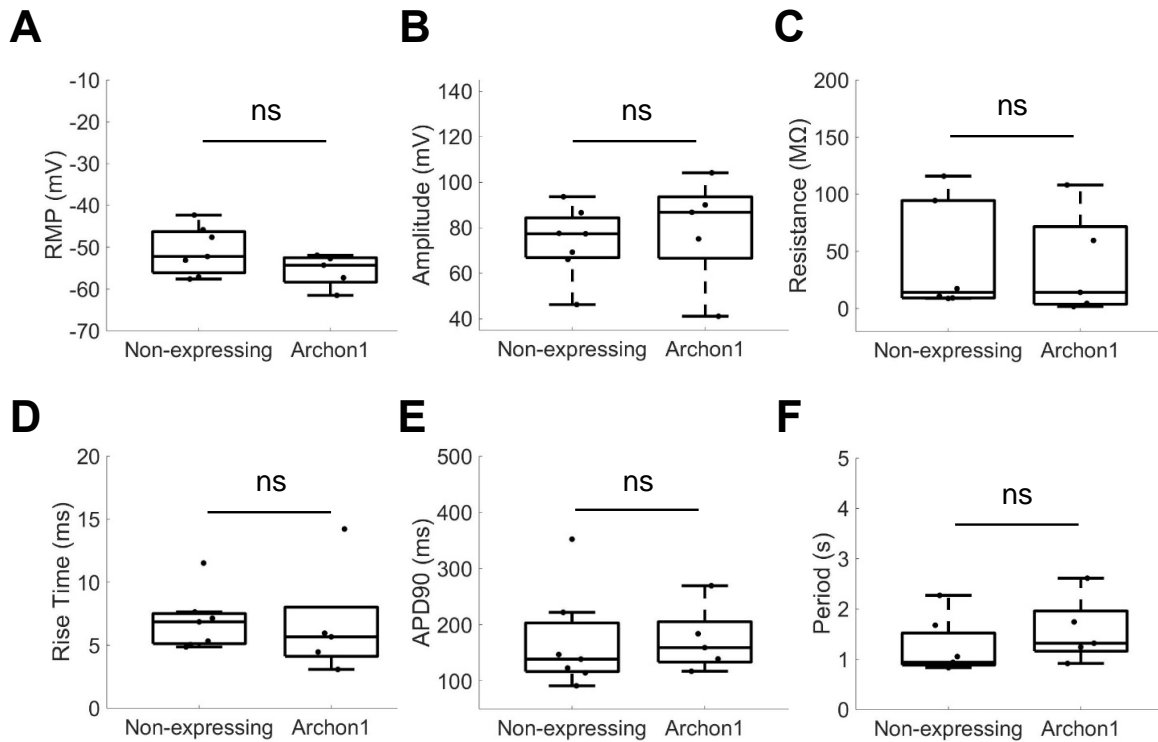 A
B
C
ns
ns
ns
RMP (mV)
-10
-20
-30
-40
-50
-60
-70
Non-expressing Archon1
Amplitude (mV)
140
120
100
80
60
40
Non-expressing Archon1
Resistance (MΩ)
200
150
100
50
0
Non-expressing Archon1
D
E
F
ns
ns
ns
Rise Time (ms)
20
15
10
5
0
Non-expressing Archon1
APD90 (ms)
500
400
300
200
100
Non-expressing Archon1
Period (s)
5
4
3
2
1
0
Non-expressing Archon1